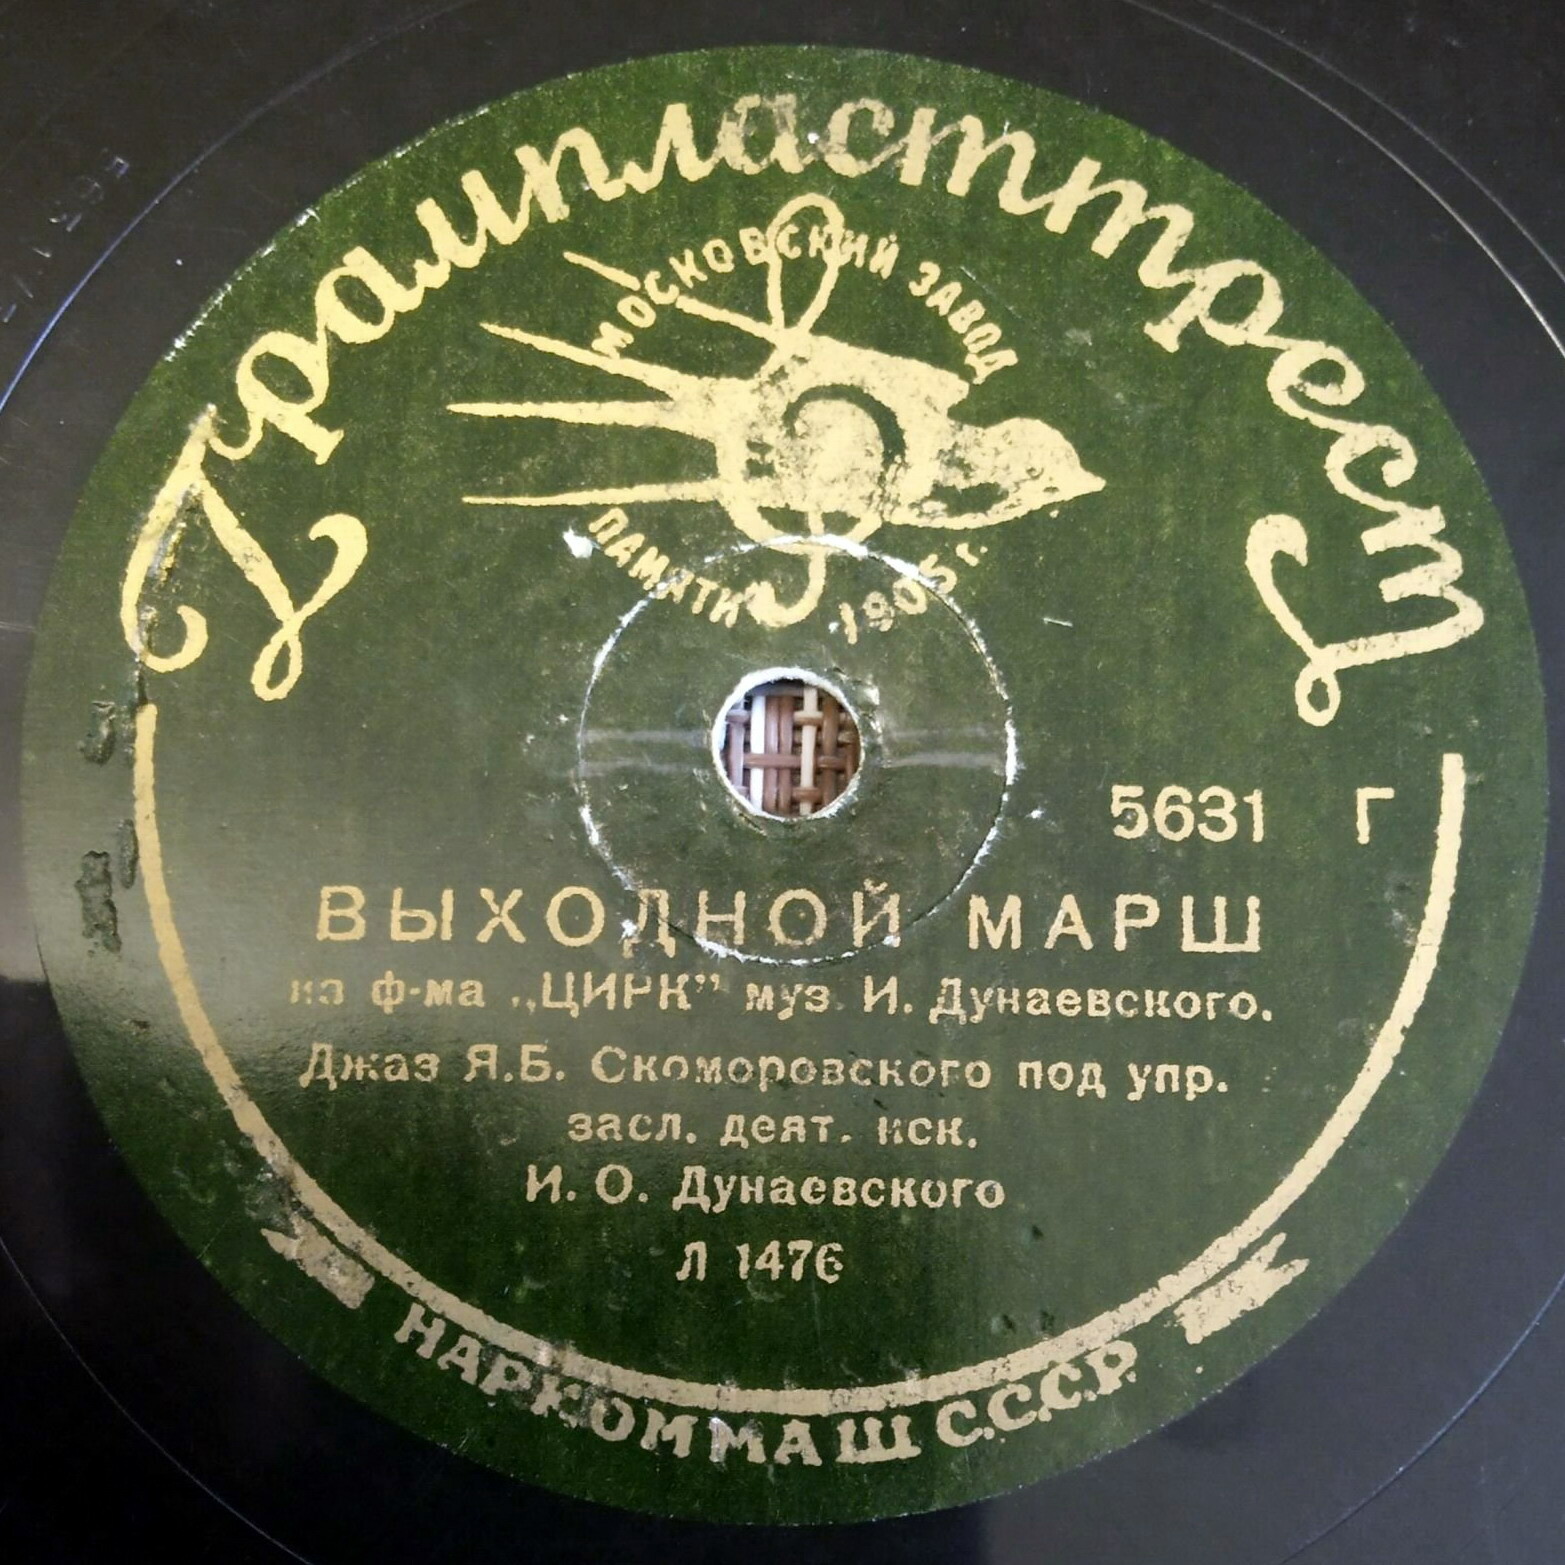 Грампласттрест
МОСКОВСКИЙ ЗАВОД
ПАМЯТИ 1905 г.
5631 Г
ВЫХОДНОЙ МАРШ
из ф-ма „ЦИРК” муз. И. Дунаевского.
Джаз Я.Б. Скоморовского под упр.
засл. деят. иск.
И. О. Дунаевского
Л 1476
НАРКОММАШ С.С.С.Р.